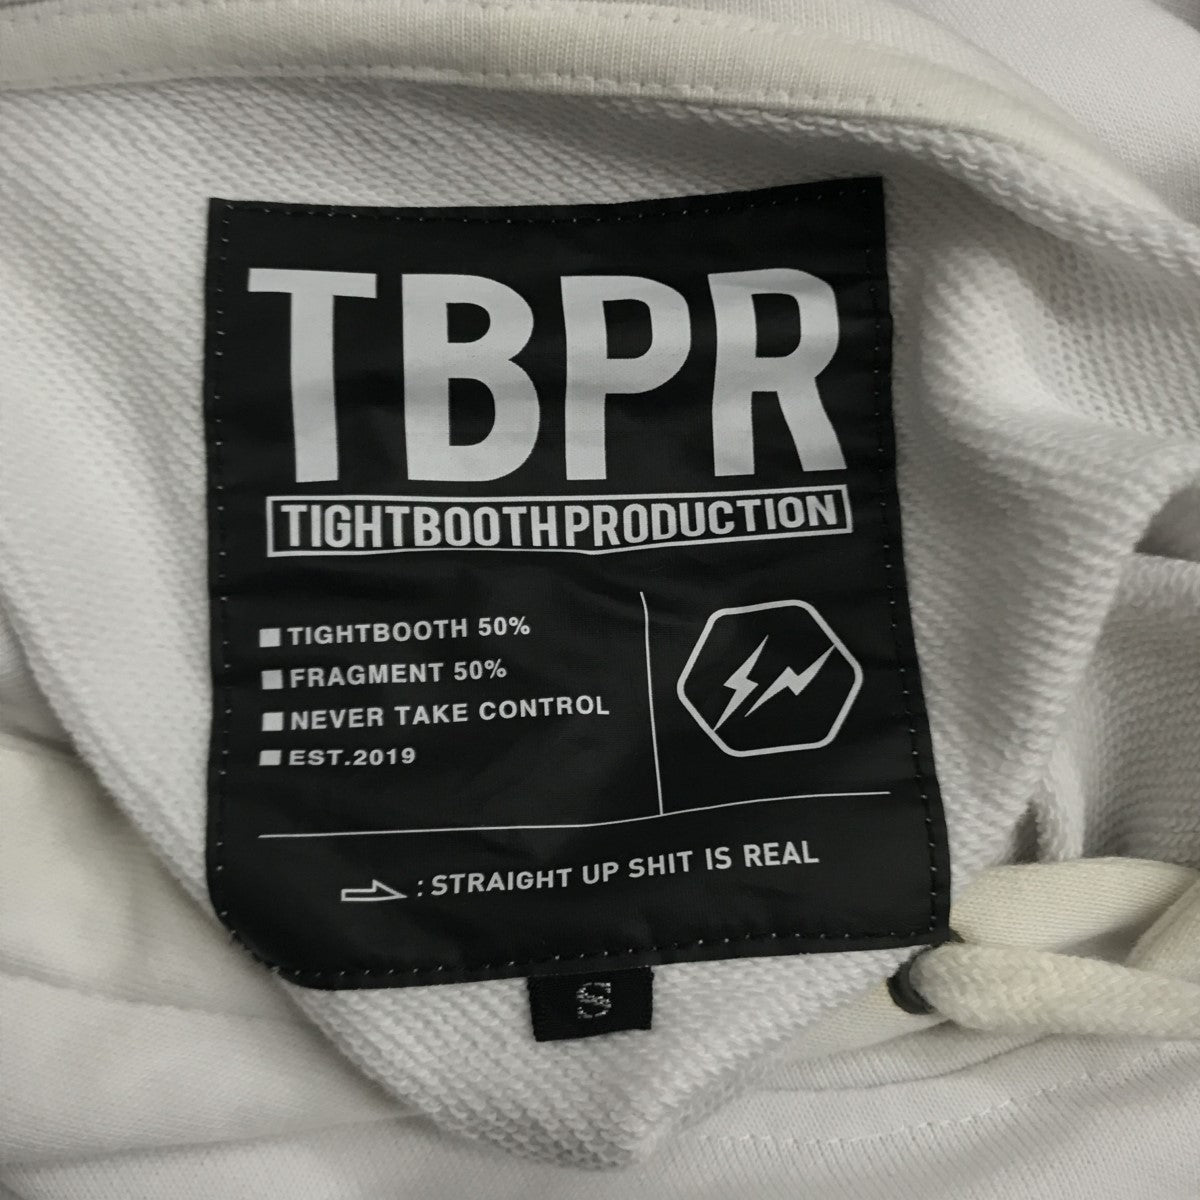 TBPR
TIGHTBOOTHPRODUCTION
TIGHTBOOTH 50%
FRAGMENT 50%
NEVER TAKE CONTROL
EST.2019
: STRAIGHT UP SHIT IS REAL
S